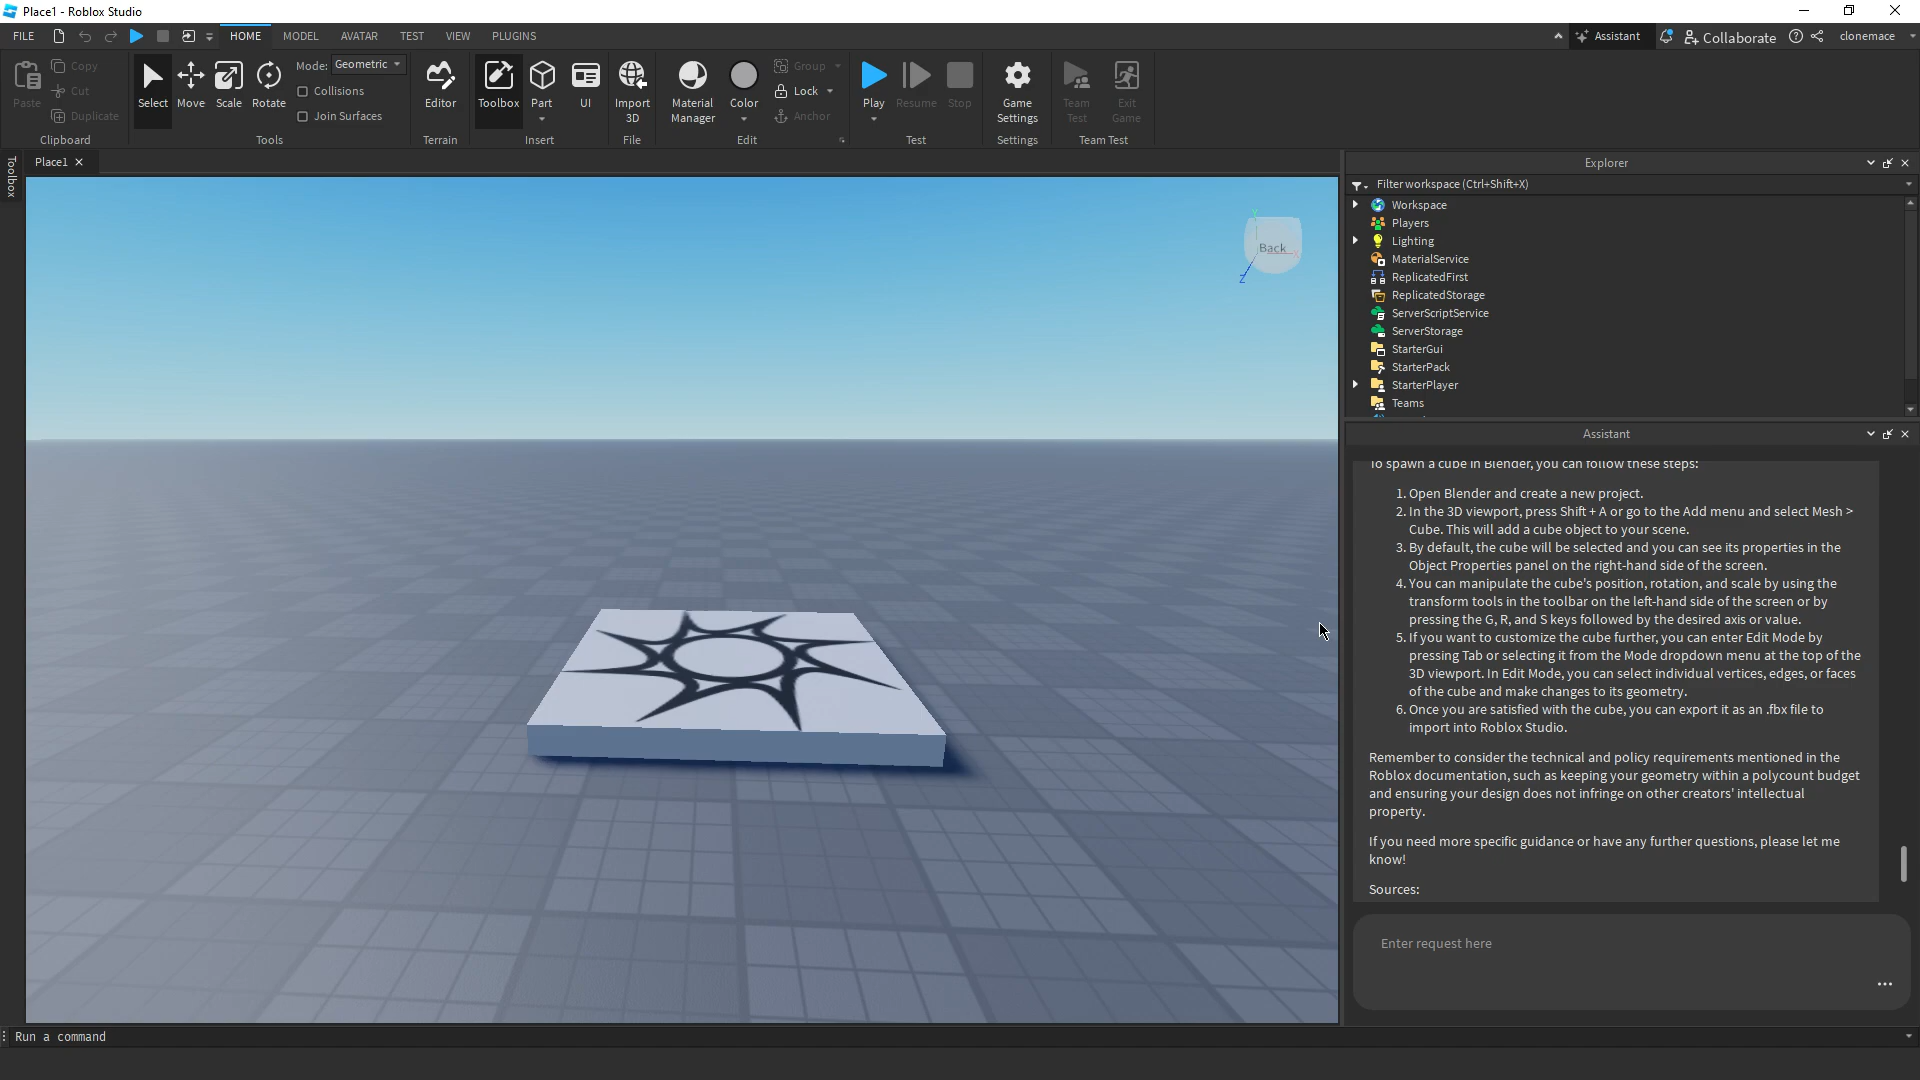 Place1 - Roblox Studio
FILE
HOME
MODEL
AVATAR
TEST
VIEW
PLUGINS
Assistant
Collaborate
clonemace
Paste
Copy
Cut
Duplicate
Clipboard
Select
Move
Scale
Rotate
Mode: Geometric
Collisions
Join Surfaces
Tools
Editor
Terrain
Toolbox
Part
UI
Insert
Import
3D
File
Material
Manager
Color
Group
Lock
Anchor
Edit
Play
Resume
Stop
Test
Game
Settings
Settings
Team
Test
Exit
Game
Team Test
Toolbox
Place1
Back
Y
X
Z
Explorer
Filter workspace (Ctrl+Shift+X)
Workspace
Players
Lighting
MaterialService
ReplicatedFirst
ReplicatedStorage
ServerScriptService
ServerStorage
StarterGui
StarterPack
StarterPlayer
Teams
Assistant
To spawn a cube in Blender, you can follow these steps:
1. Open Blender and create a new project.
2. In the 3D viewport, press Shift + A or go to the Add menu and select Mesh >
Cube. This will add a cube object to your scene.
3. By default, the cube will be selected and you can see its properties in the
Object Properties panel on the right-hand side of the screen.
4. You can manipulate the cube's position, rotation, and scale by using the
transform tools in the toolbar on the left-hand side of the screen or by
pressing the G, R, and S keys followed by the desired axis or value.
5. If you want to customize the cube further, you can enter Edit Mode by
pressing Tab or selecting it from the Mode dropdown menu at the top of the
3D viewport. In Edit Mode, you can select individual vertices, edges, or faces
of the cube and make changes to its geometry.
6. Once you are satisfied with the cube, you can export it as an .fbx file to
import into Roblox Studio.
Remember to consider the technical and policy requirements mentioned in the
Roblox documentation, such as keeping your geometry within a polycount budget
and ensuring your design does not infringe on other creators' intellectual
property.
If you need more specific guidance or have any further questions, please let me
know!
Sources:
Enter request here
Run a command